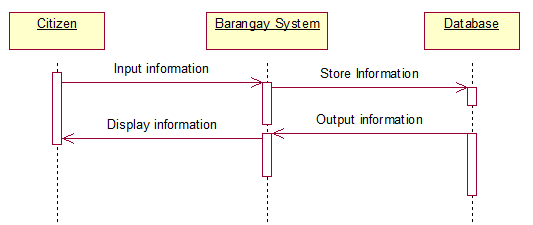 Citizen
Barangay System
Database
Input information
Store Information
Output information
Display information